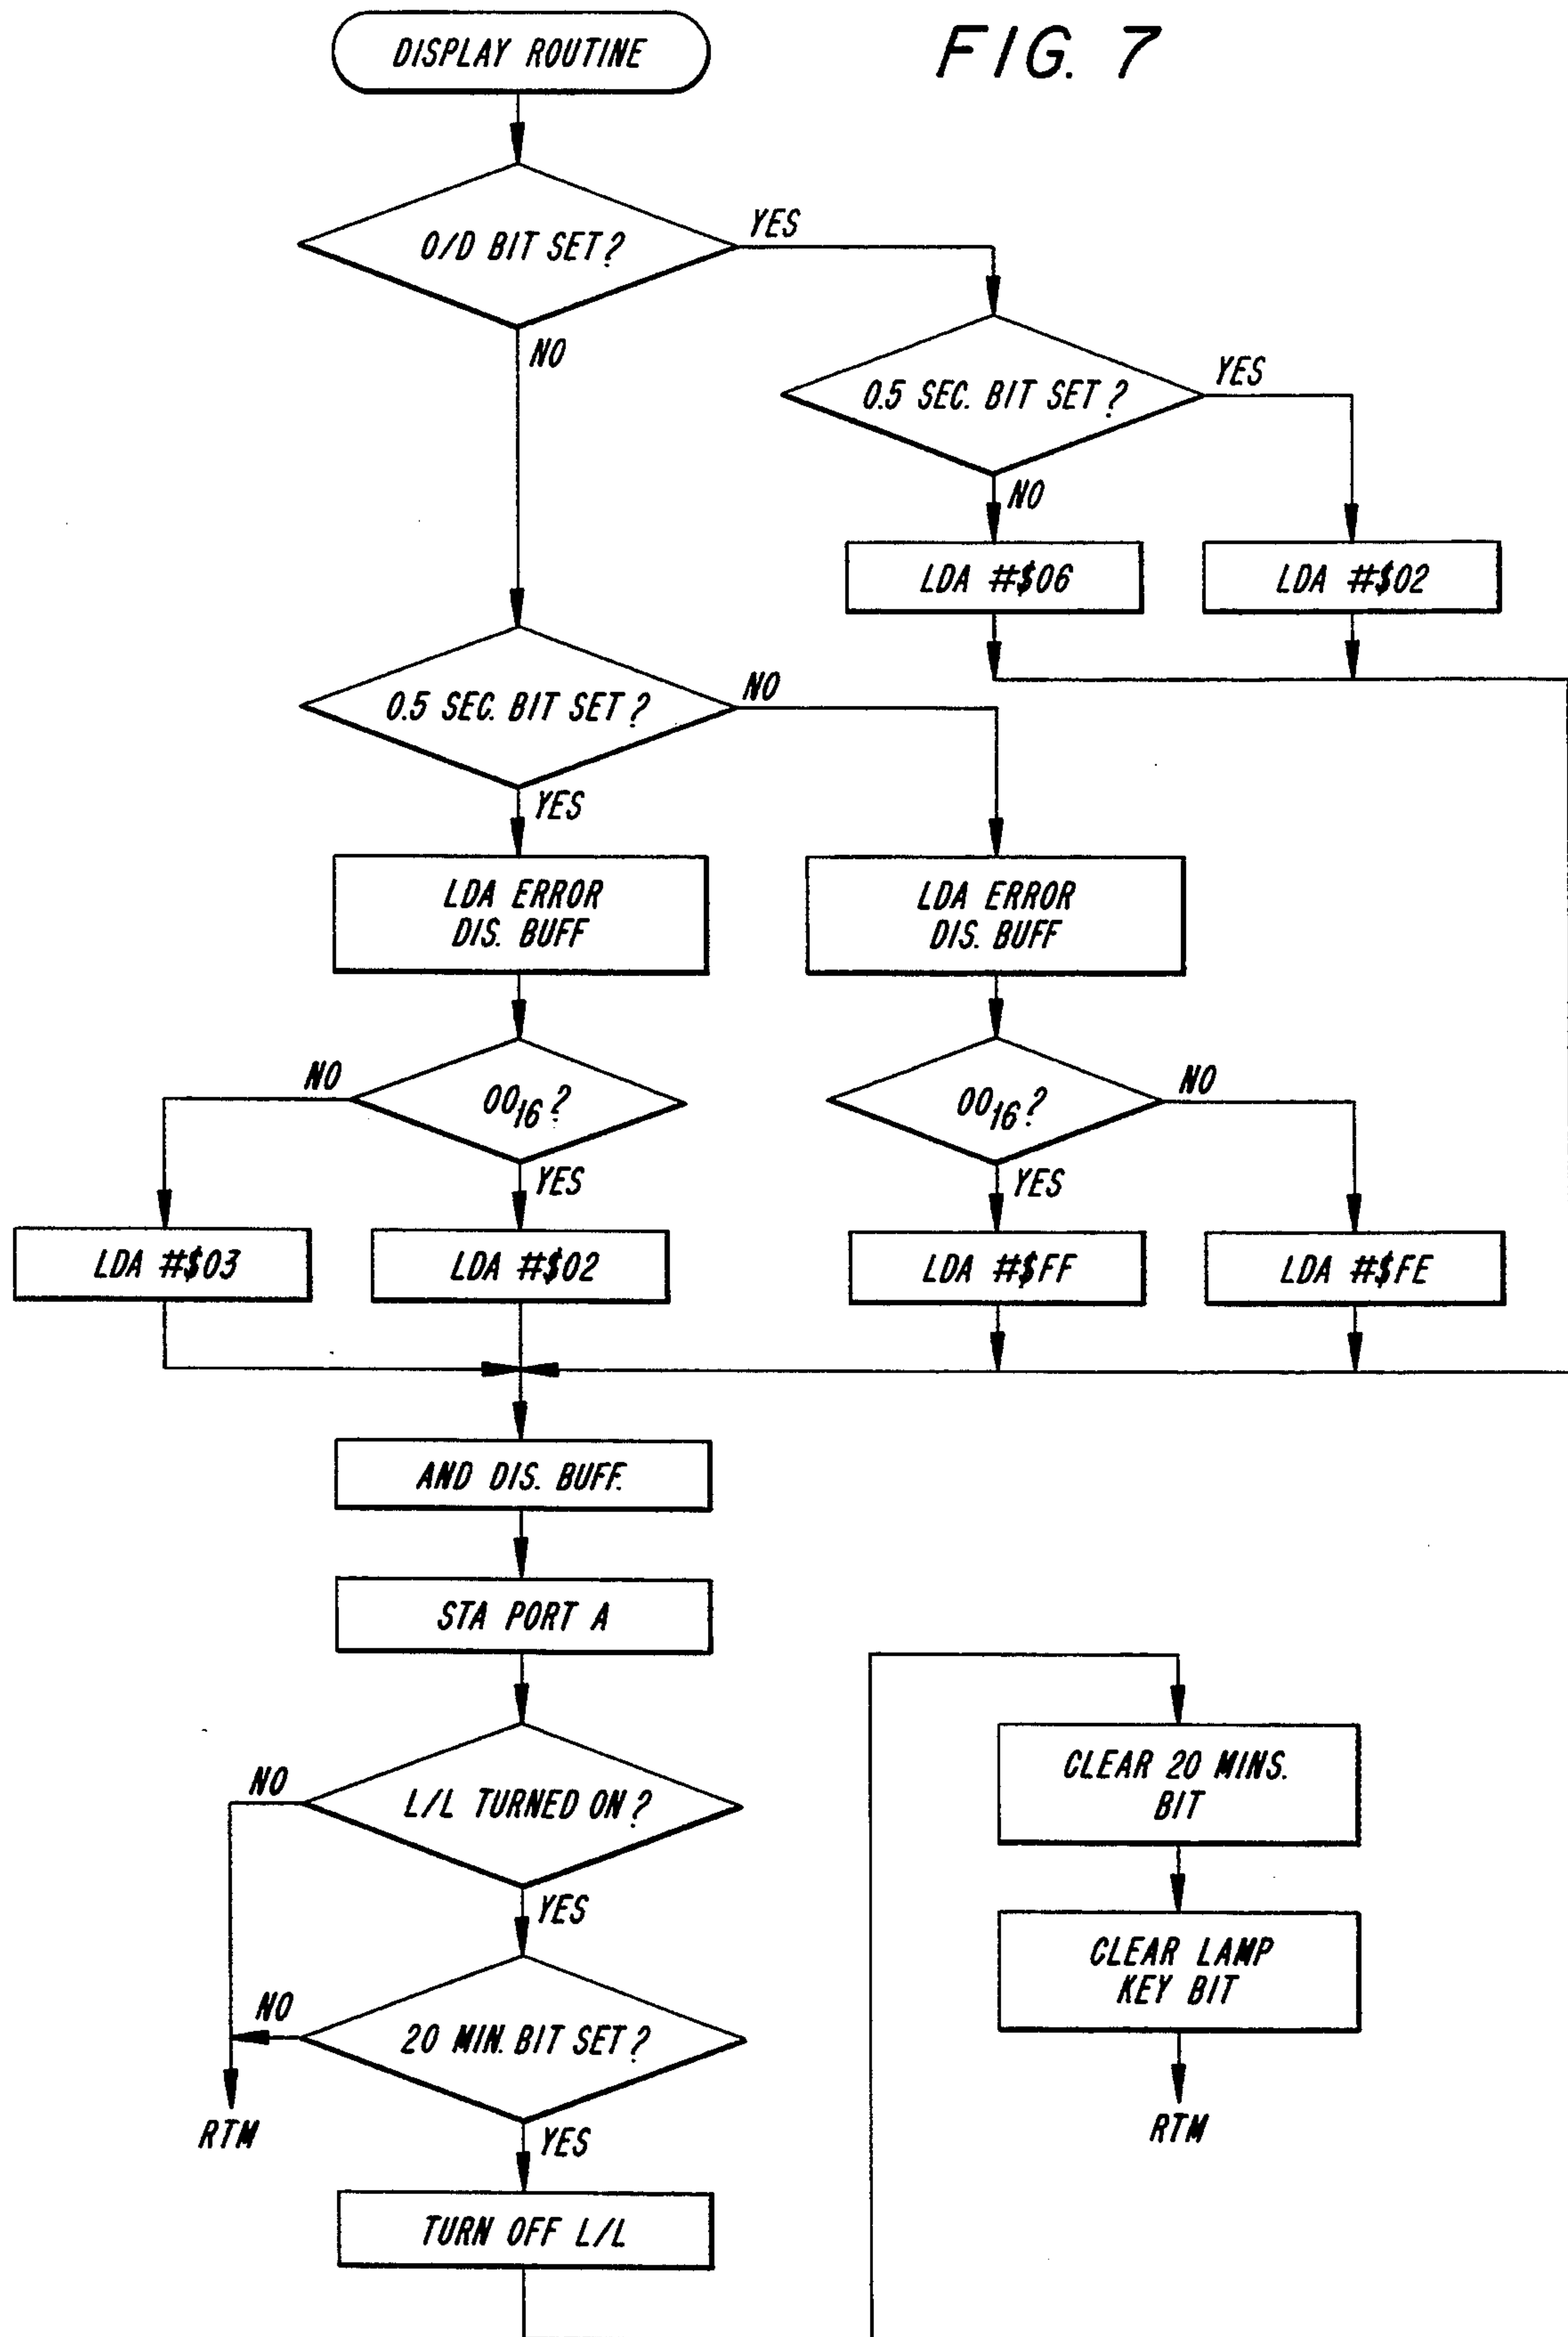 DISPLAY ROUTINE
FIG. 7
O/D BIT SET?
YES
NO
0.5 SEC. BIT SET?
YES
NO
LDA #$06
LDA #$02
0.5 SEC. BIT SET?
NO
YES
LDA ERROR
DIS. BUFF
LDA ERROR
DIS. BUFF
NO
00₁₆?
YES
00₁₆?
NO
YES
LDA #$03
LDA #$02
LDA #$FF
LDA #$FE
AND DIS. BUFF.
STA PORT A
NO
L/L TURNED ON?
YES
NO
20 MIN. BIT SET?
YES
RTM
TURN OFF L/L
CLEAR 20 MINS.
BIT
CLEAR LAMP
KEY BIT
RTM